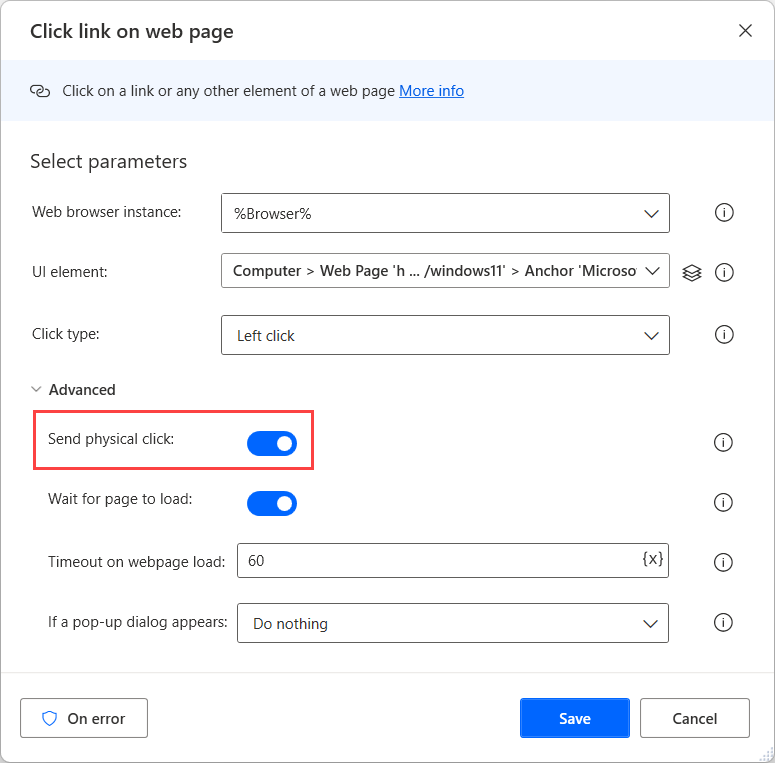 Click link on web page
Click on a link or any other element of a web page More info
Select parameters
Web browser instance: %Browser%
UI element: Computer > Web Page 'h ... /windows11' > Anchor 'Microso
Click type: Left click
Advanced
Send physical click:
Wait for page to load:
Timeout on webpage load: 60 {x}
If a pop-up dialog appears: Do nothing
On error Save Cancel